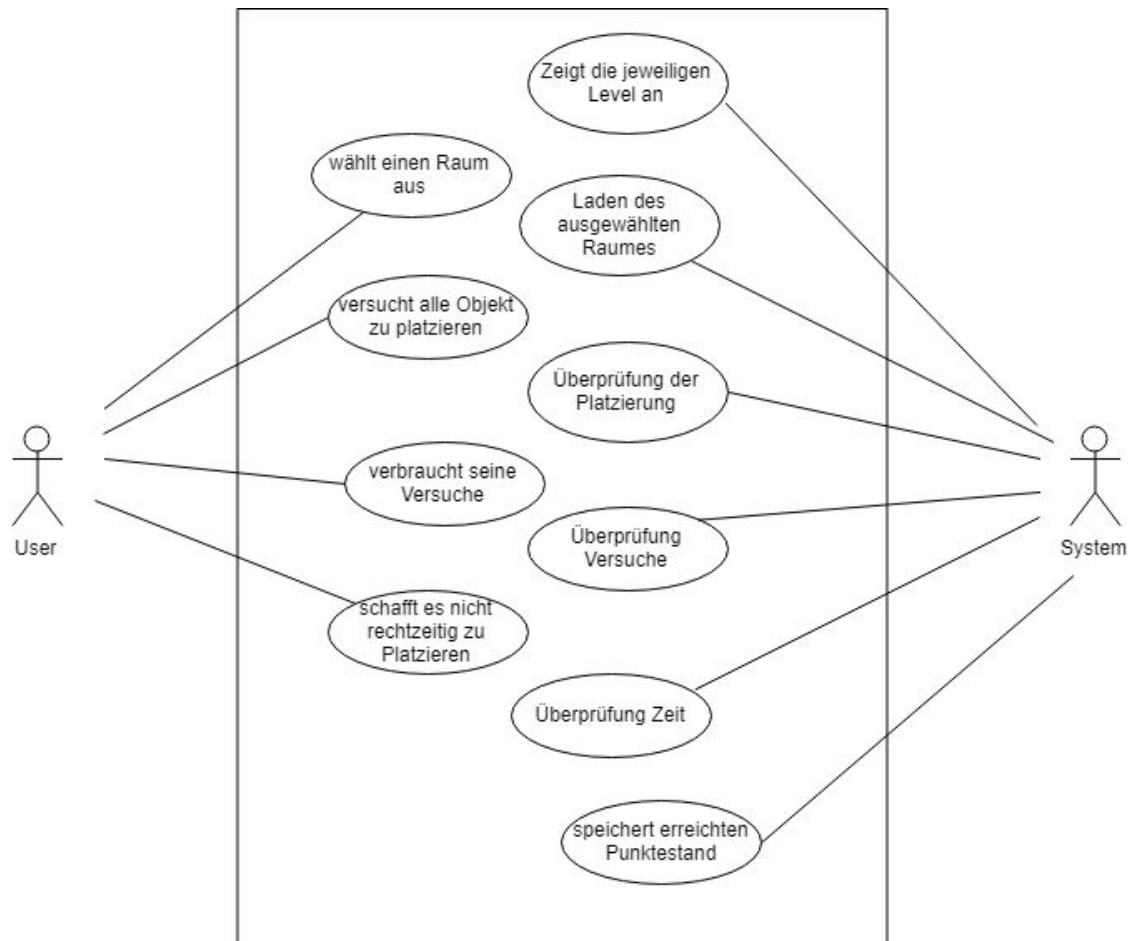 Zeigt die jeweiligen
Level an
wählt einen Raum
aus
Laden des
ausgewählten
Raumes
versucht alle Objekt
zu platzieren
Überprüfung der
Platzierung
verbraucht seine
Versuche
Überprüfung
Versuche
User
System
schafft es nicht
rechtzeitig zu
Platzieren
Überprüfung Zeit
speichert erreichten
Punktestand